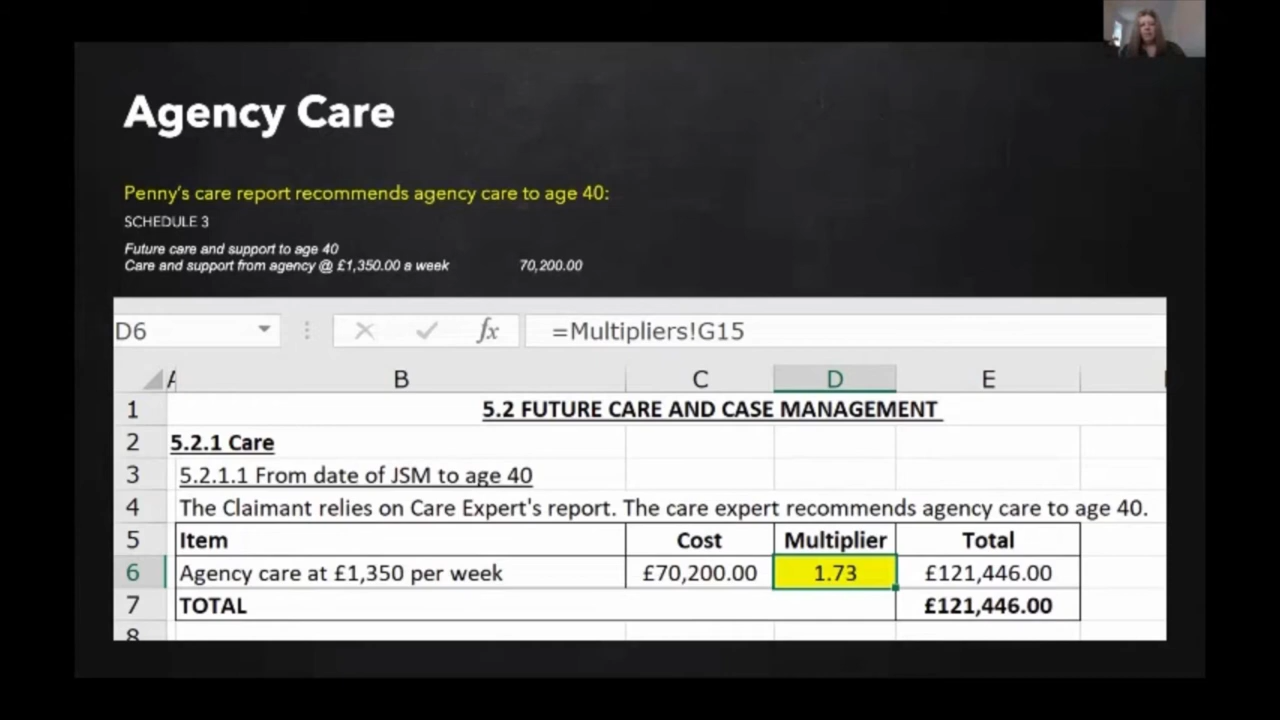 Agency Care
Penny's care report recommends agency care to age 40:
SCHEDULE 3
Future care and support to age 40
Care and support from agency @ £1,350.00 a week 70,200.00
D6 fx =Multipliers!G15
A B C D E
1 5.2 FUTURE CARE AND CASE MANAGEMENT
2 5.2.1 Care
3 5.2.1.1 From date of JSM to age 40
4 The Claimant relies on Care Expert's report. The care expert recommends agency care to age 40.
5 Item Cost Multiplier Total
6 Agency care at £1,350 per week £70,200.00 1.73 £121,446.00
7 TOTAL £121,446.00
8